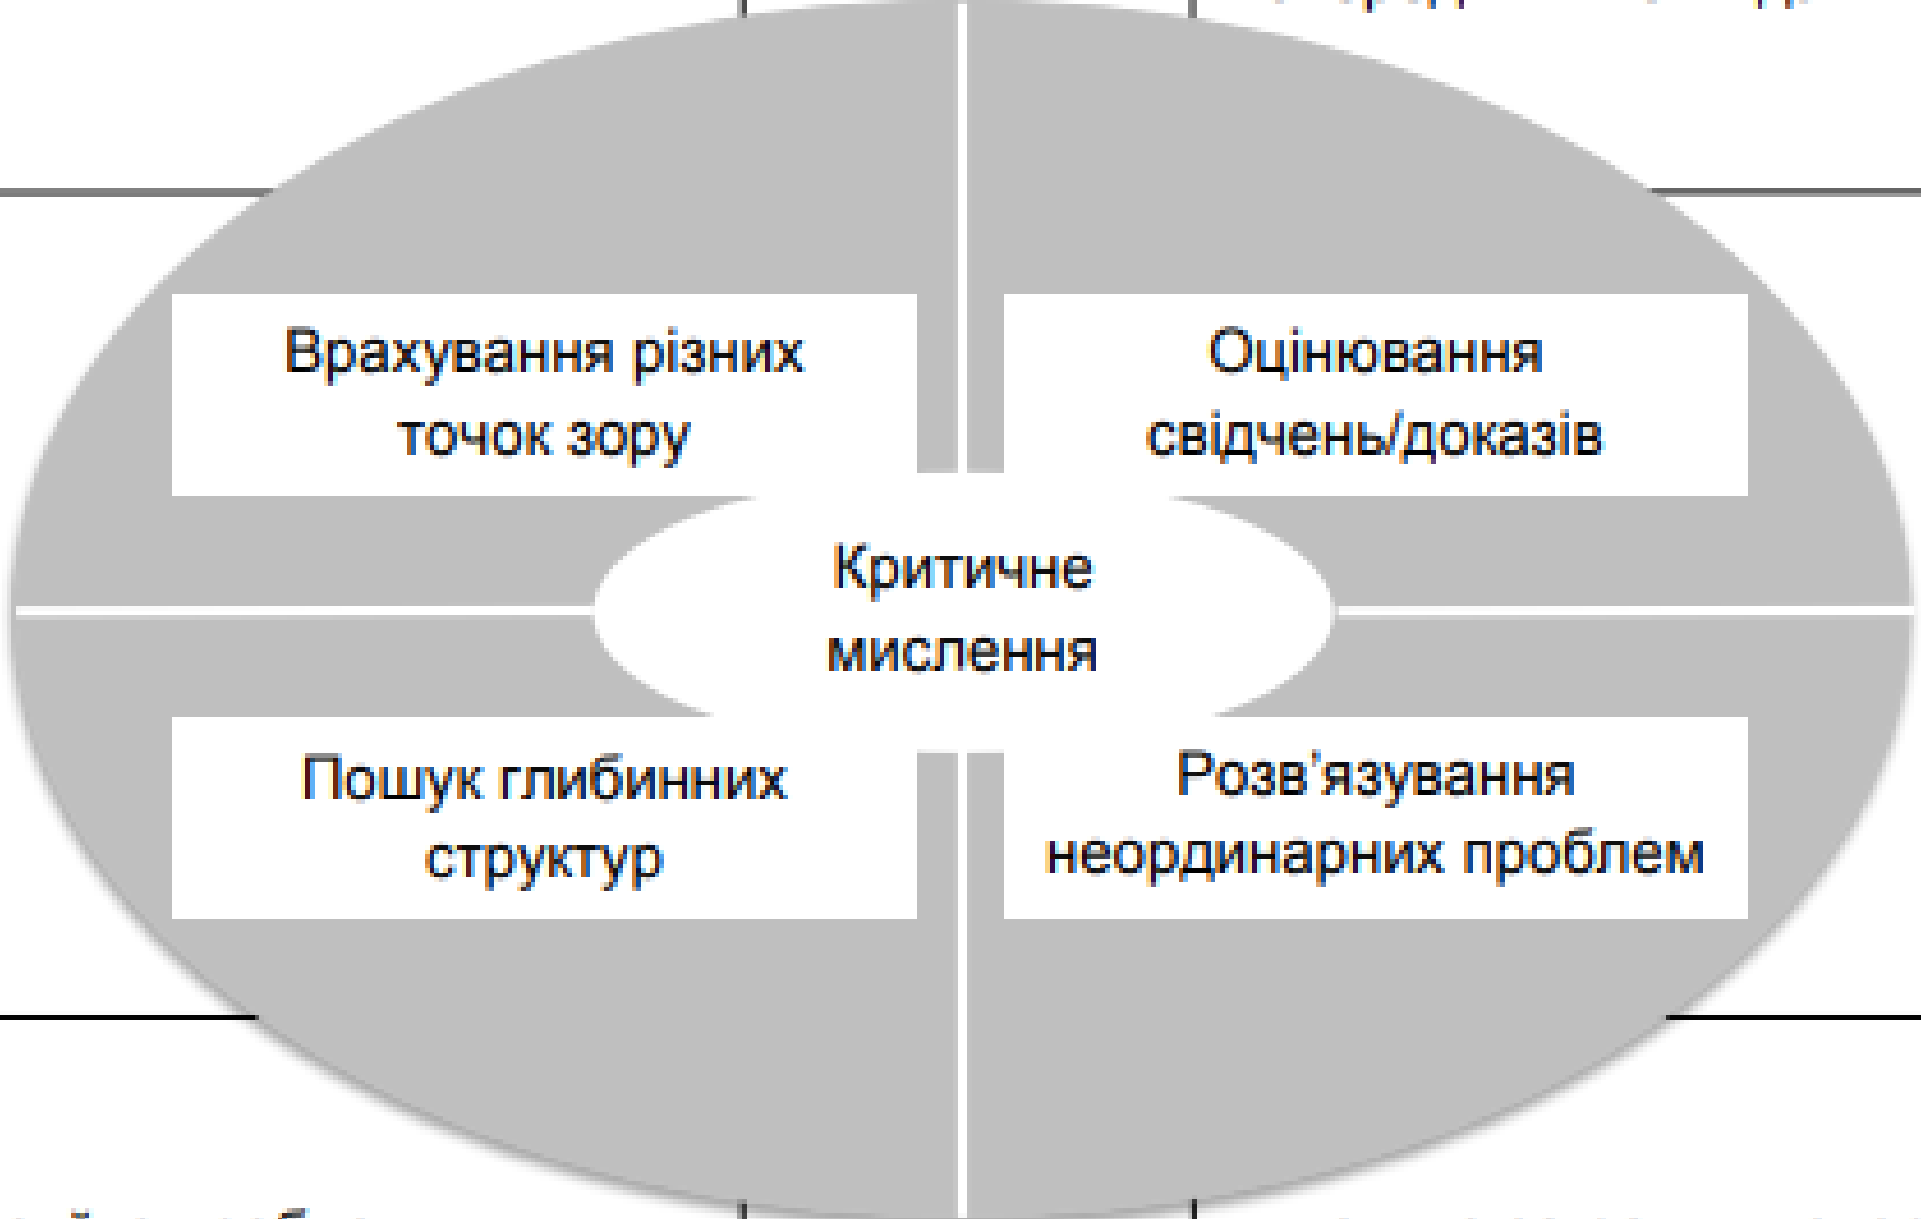 Врахування різних
точок зору
Оцінювання
свідчень/доказів
Критичне
мислення
Пошук глибинних
структур
Розв'язування
неординарних проблем